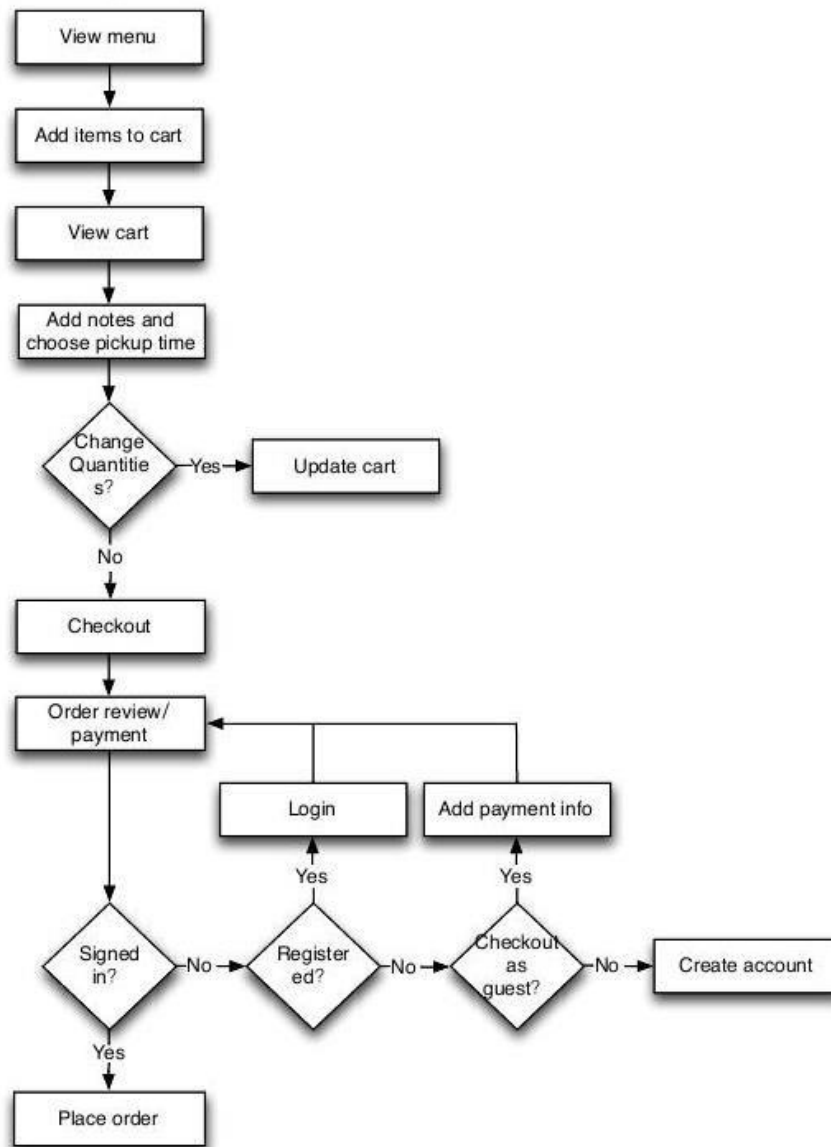 View menu
Add items to cart
View cart
Add notes and
choose pickup time
Change
Quantitie
s?
Yes
Update cart
No
Checkout
Order review/
payment
Login
Add payment info
Yes
Yes
Signed
in?
No
Register
ed?
No
Checkout
as
guest?
No
Create account
Yes
Place order